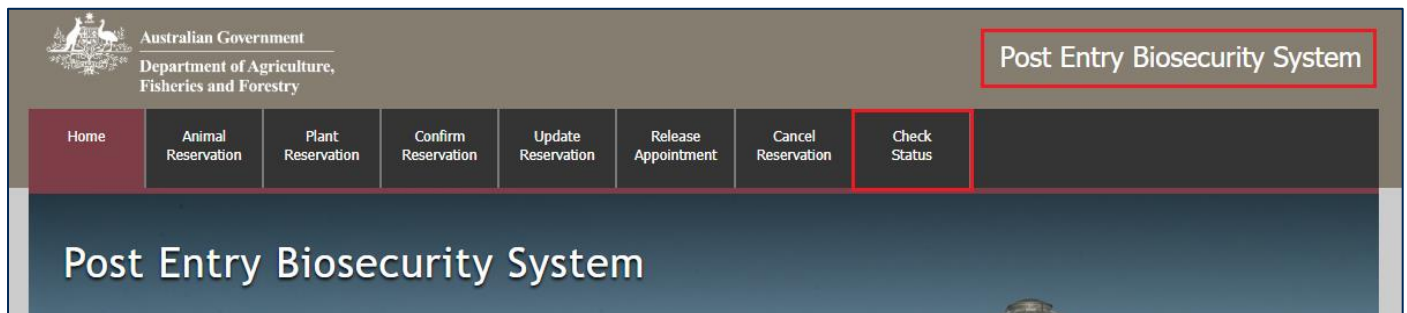 Australian Government
Department of Agriculture,
Fisheries and Forestry
Post Entry Biosecurity System
Home
Animal
Reservation
Plant
Reservation
Confirm
Reservation
Update
Reservation
Release
Appointment
Cancel
Reservation
Check
Status
Post Entry Biosecurity System